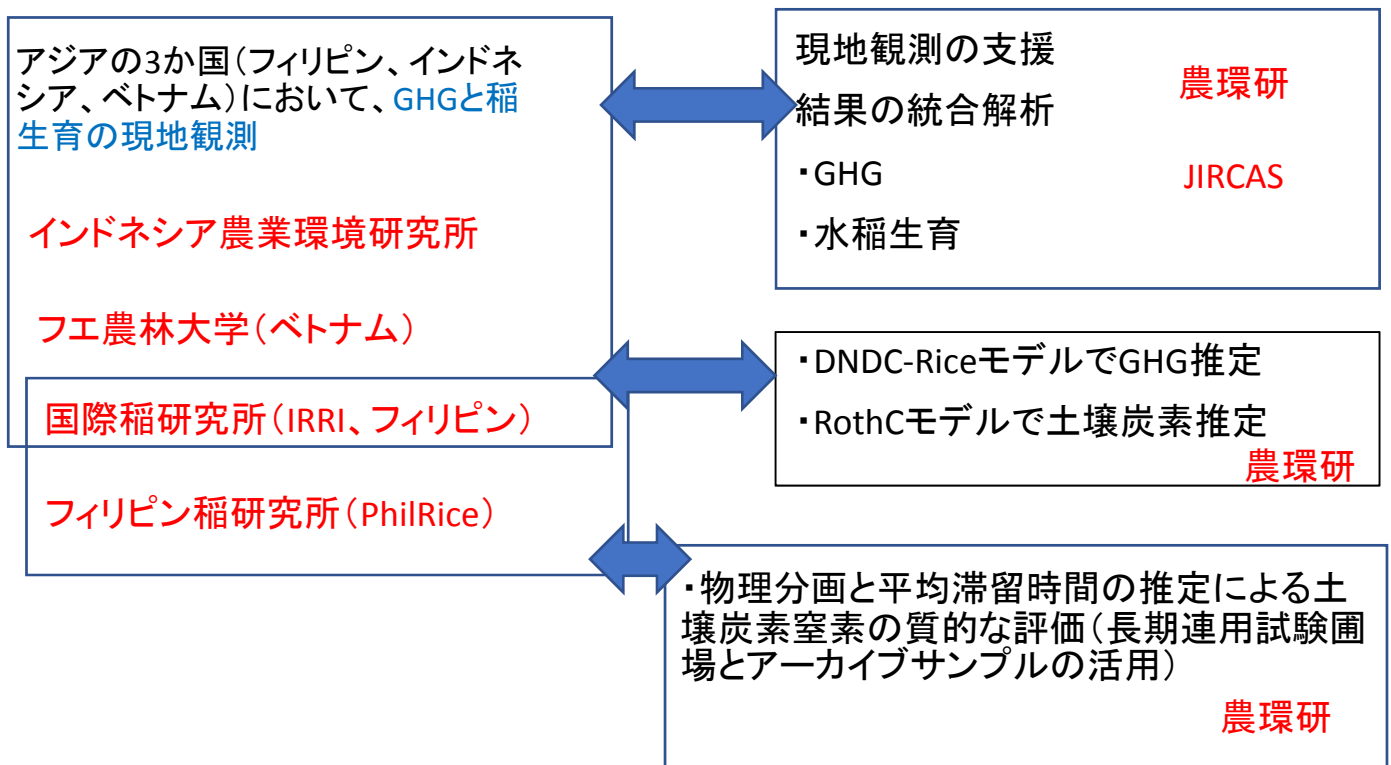 アジアの3か国（フィリピン、インドネ
シア、ベトナム）において、GHGと稲
生育の現地観測
インドネシア農業環境研究所
フエ農林大学（ベトナム）
国際稲研究所（IRRI、フィリピン）
フィリピン稲研究所（PhilRice）
現地観測の支援
農環研
結果の統合解析
・GHG
JIRCAS
・水稲生育
・DNDC-RiceモデルでGHG推定
・RothCモデルで土壌炭素推定
農環研
・物理分画と平均滞留時間の推定による土
壌炭素窒素の質的な評価（長期連用試験圃
場とアーカイブサンプルの活用）
農環研